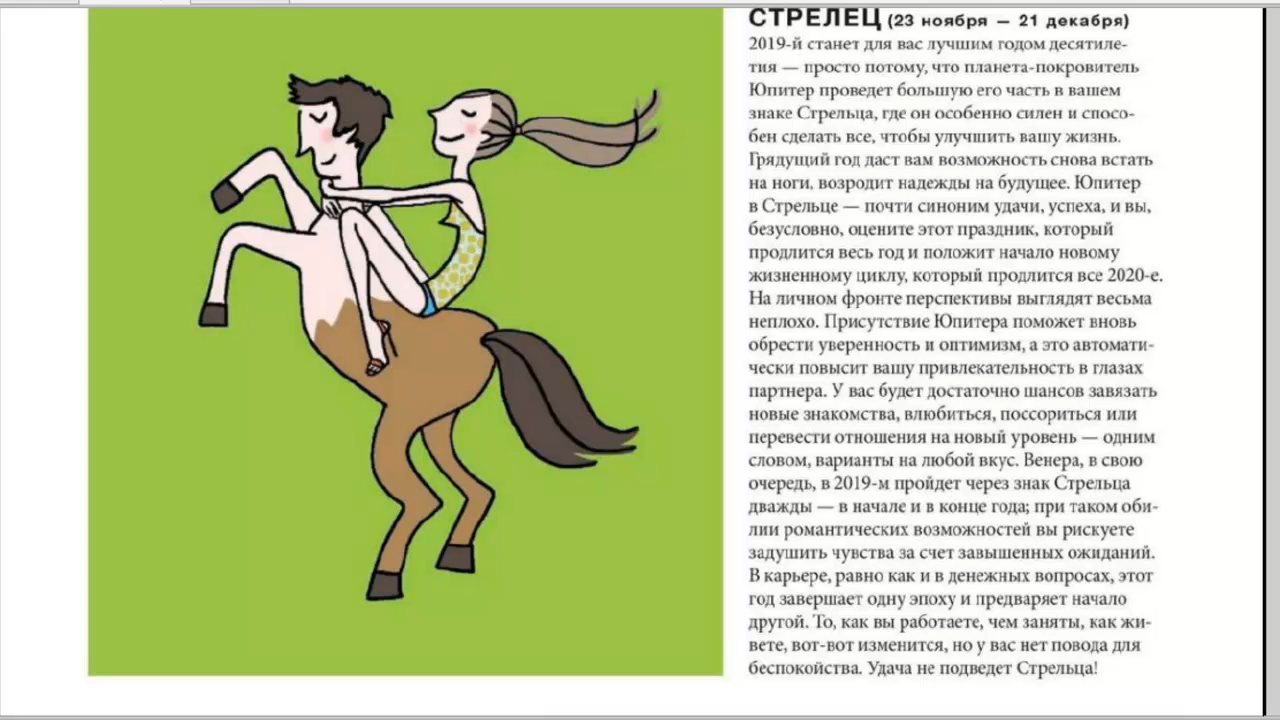 СТРЕЛЕЦ (23 ноября — 21 декабря)
2019-й станет для вас лучшим годом десятиле-
тия — просто потому, что планета-покровитель
Юпитер проведет большую его часть в вашем
знаке Стрельца, где он особенно силен и спосо-
бен сделать все, чтобы улучшить вашу жизнь.
Грядущий год даст вам возможность снова встать
на ноги, возродит надежды на будущее. Юпитер
в Стрельце — почти синоним удачи, успеха, и вы,
безусловно, оцените этот праздник, который
продлится весь год и положит начало новому
жизненному циклу, который продлится все 2020-е.
На личном фронте перспективы выглядят весьма
неплохо. Присутствие Юпитера поможет вновь
обрести уверенность и оптимизм, а это автомати-
чески повысит вашу привлекательность в глазах
партнера. У вас будет достаточно шансов завязать
новые знакомства, влюбиться, поссориться или
перевести отношения на новый уровень — одним
словом, варианты на любой вкус. Венера, в свою
очередь, в 2019-м пройдет через знак Стрельца
дважды — в начале и в конце года; при таком оби-
лии романтических возможностей вы рискуете
задушить чувства за счет завышенных ожиданий.
В карьере, равно как и в денежных вопросах, этот
год завершает одну эпоху и предваряет начало
другой. То, как вы работаете, чем заняты, как жи-
вете, вот-вот изменится, но у вас нет повода для
беспокойства. Удача не подведет Стрельца!